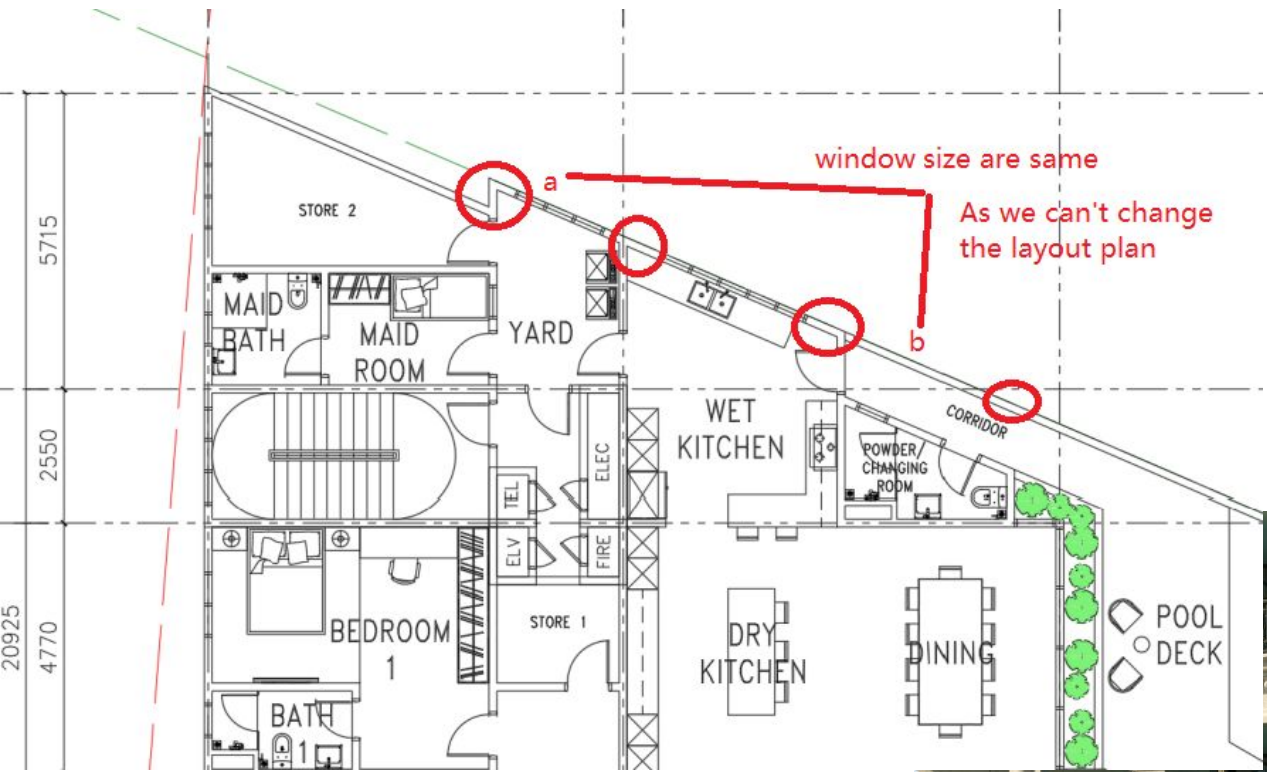 window size are same
a
As we can't change
the layout plan
b
STORE 2
5715
MAID
BATH
MAID
ROOM
YARD
WET
KITCHEN
CORRIDOR
POWDER/
CHANGING
ROOM
2550
TEL
ELEC
ELV
FIRE
BEDROOM
1
STORE 1
DRY
KITCHEN
DINING
POOL
DECK
20925
4770
BATH
1